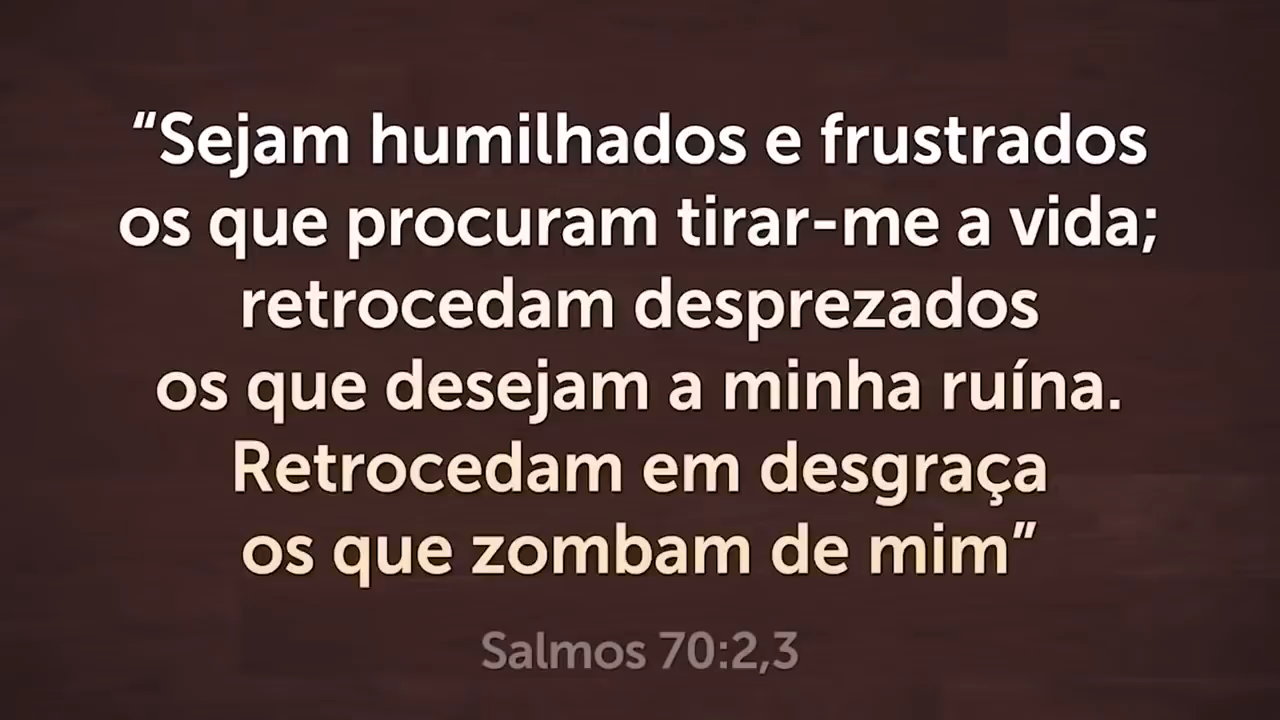 “Sejam humilhados e frustrados
os que procuram tirar-me a vida;
retrocedam desprezados
os que desejam a minha ruína.
Retrocedam em desgraça
os que zombam de mim”
Salmos 70:2,3